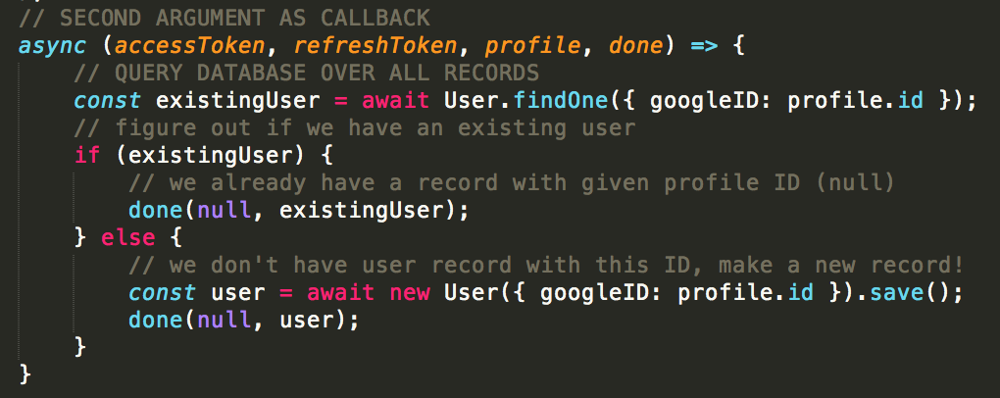 // SECOND ARGUMENT AS CALLBACK
async (accessToken, refreshToken, profile, done) => {
    // QUERY DATABASE OVER ALL RECORDS
    const existingUser = await User.findOne({ googleID: profile.id });
    // figure out if we have an existing user
    if (existingUser) {
        // we already have a record with given profile ID (null)
        done(null, existingUser);
    } else {
        // we don't have user record with this ID, make a new record!
        const user = await new User({ googleID: profile.id }).save();
        done(null, user);
    }
}